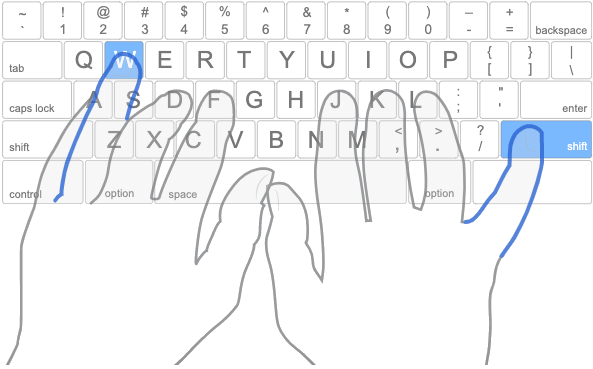 ~ ! @ # $ % ^ & * ( ) – +
` 1 2 3 4 5 6 7 8 9 0 - = backspace
tab Q W E R T Y U I O P { [ } ] | \
caps lock A S D F G H J K L : ; " ' enter
shift Z X C V B N M < , > . ? / shift
control option space option